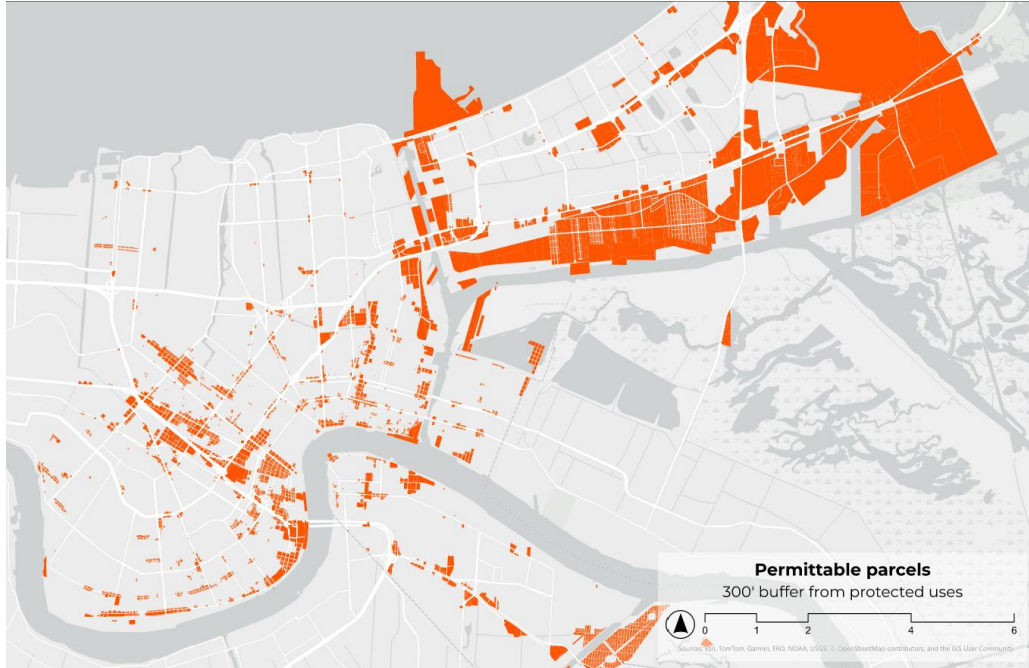 Permittable parcels
300' buffer from protected uses
0 1 2 4 6
Sources: Esri, TomTom, Garmin, FAO, NOAA, USGS, © OpenStreetMap contributors, and the GIS User Community